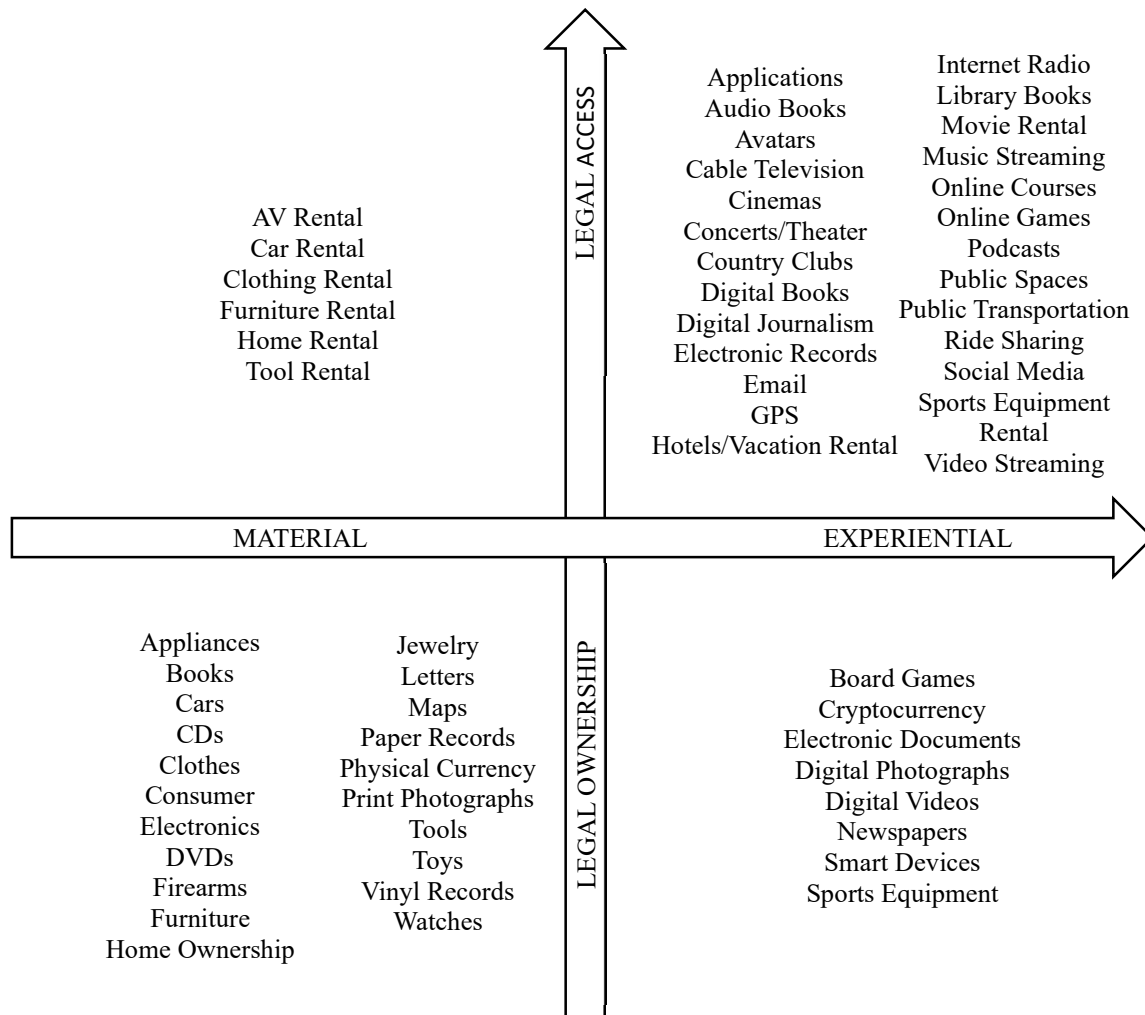 LEGAL ACCESS
AV Rental
Car Rental
Clothing Rental
Furniture Rental
Home Rental
Tool Rental
Applications
Audio Books
Avatars
Cable Television
Cinemas
Concerts/Theater
Country Clubs
Digital Books
Digital Journalism
Electronic Records
Email
GPS
Hotels/Vacation Rental
Internet Radio
Library Books
Movie Rental
Music Streaming
Online Courses
Online Games
Podcasts
Public Spaces
Public Transportation
Ride Sharing
Social Media
Sports Equipment
Rental
Video Streaming
MATERIAL
EXPERIENTIAL
Appliances
Books
Cars
CDs
Clothes
Consumer
Electronics
DVDs
Firearms
Furniture
Home Ownership
Jewelry
Letters
Maps
Paper Records
Physical Currency
Print Photographs
Tools
Toys
Vinyl Records
Watches
LEGAL OWNERSHIP
Board Games
Cryptocurrency
Electronic Documents
Digital Photographs
Digital Videos
Newspapers
Smart Devices
Sports Equipment